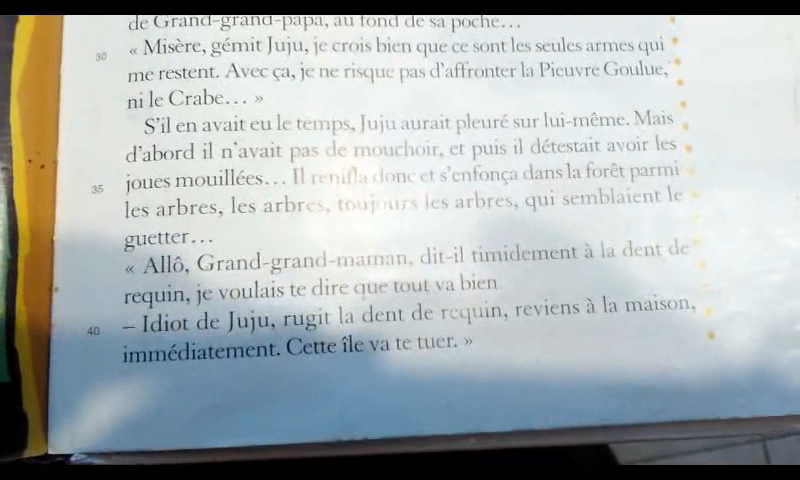 de Grand-grand-papa, au fond de sa poche…
30 « Misère, gémit Juju, je crois bien que ce sont les seules armes qui
me restent. Avec ça, je ne risque pas d'affronter la Pieuvre Goulue,
ni le Crabe… »
S'il en avait eu le temps, Juju aurait pleuré sur lui-même. Mais
d'abord il n'avait pas de mouchoir, et puis il détestait avoir les
35 joues mouillées… Il renifla donc et s'enfonça dans la forêt parmi
les arbres, les arbres, toujours les arbres, qui semblaient le
guetter…
« Allô, Grand-grand-maman, dit-il timidement à la dent de
requin, je voulais te dire que tout va bien
40 – Idiot de Juju, rugit la dent de requin, reviens à la maison,
immédiatement. Cette île va te tuer. »